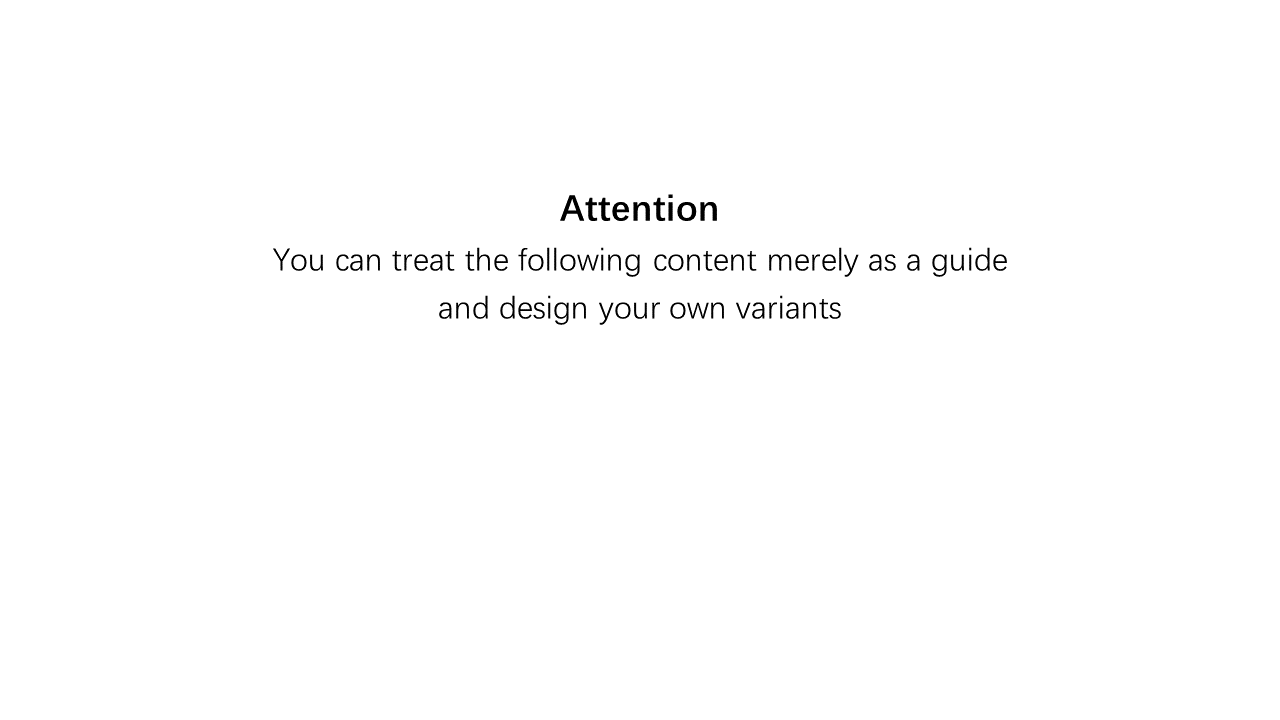 Attention
You can treat the following content merely as a guide
and design your own variants